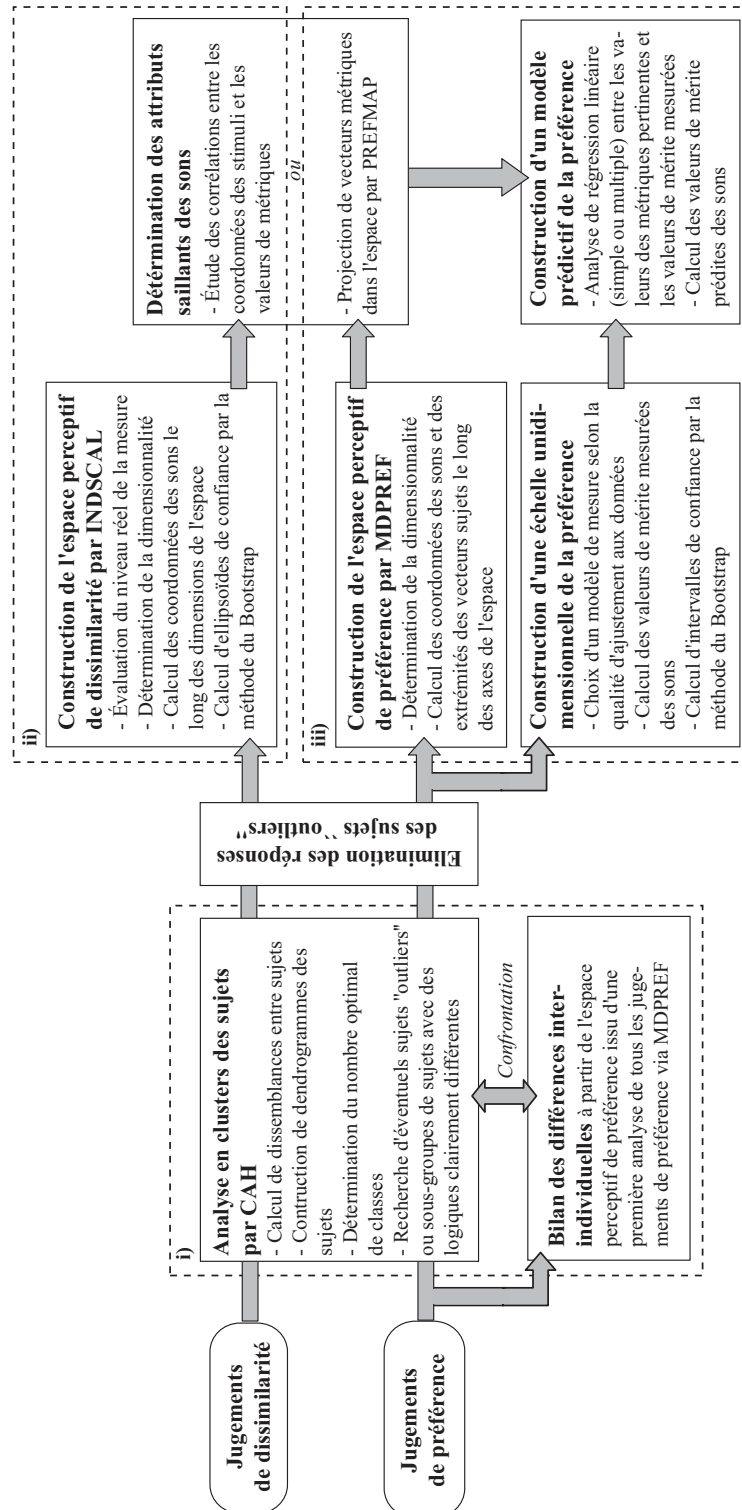 Jugements
de dissimilarité
Jugements
de préférence
i)
Analyse en clusters des sujets
par CAH
- Calcul de dissemblances entre sujets
- Contruction de dendrogrammes des
sujets
- Détermination du nombre optimal
de classes
- Recherche d'éventuels sujets "outliers"
ou sous-groupes de sujets avec des
logiques clairement différentes
Confrontation
Bilan des différences inter-
individuelles à partir de l'espace
perceptif de préférence issu d'une
première analyse de tous les juge-
ments de préférence via MDPREF
Elimination des réponses
des sujets ``outliers''
ii)
Construction de l'espace perceptif
de dissimilarité par INDSCAL
- Évaluation du niveau réel de la mesure
- Détermination de la dimensionnalité
- Calcul des coordonnées des sons le
long des dimensions de l'espace
- Calcul d'ellipsoïdes de confiance par la
méthode du Bootstrap
Détérmination des attributs
saillants des sons
- Étude des corrélations entre les
coordonnées des stimuli et les
valeurs de métriques
ou
- Projection de vecteurs métriques
dans l'espace par PREFMAP
iii)
Construction de l'espace perceptif
de préférence par MDPREF
- Détermination de la dimensionnalité
- Calcul des coordonnées des sons et des
extrémités des vecteurs sujets le long
des axes de l'espace
Construction d'une échelle unidi-
mensionnelle de la préférence
- Choix d'un modèle de mesure selon la
qualité d'ajustement aux données
- Calcul des valeurs de mérite mesurées
des sons
- Calcul d'intervalles de confiance par la
méthode du Bootstrap
Construction d'un modèle
prédictif de la préférence
- Analyse de régression linéaire
(simple ou multiple) entre les va-
leurs des métriques pertinentes et
les valeurs de mérite mesurées
- Calcul des valeurs de mérite
prédites des sons